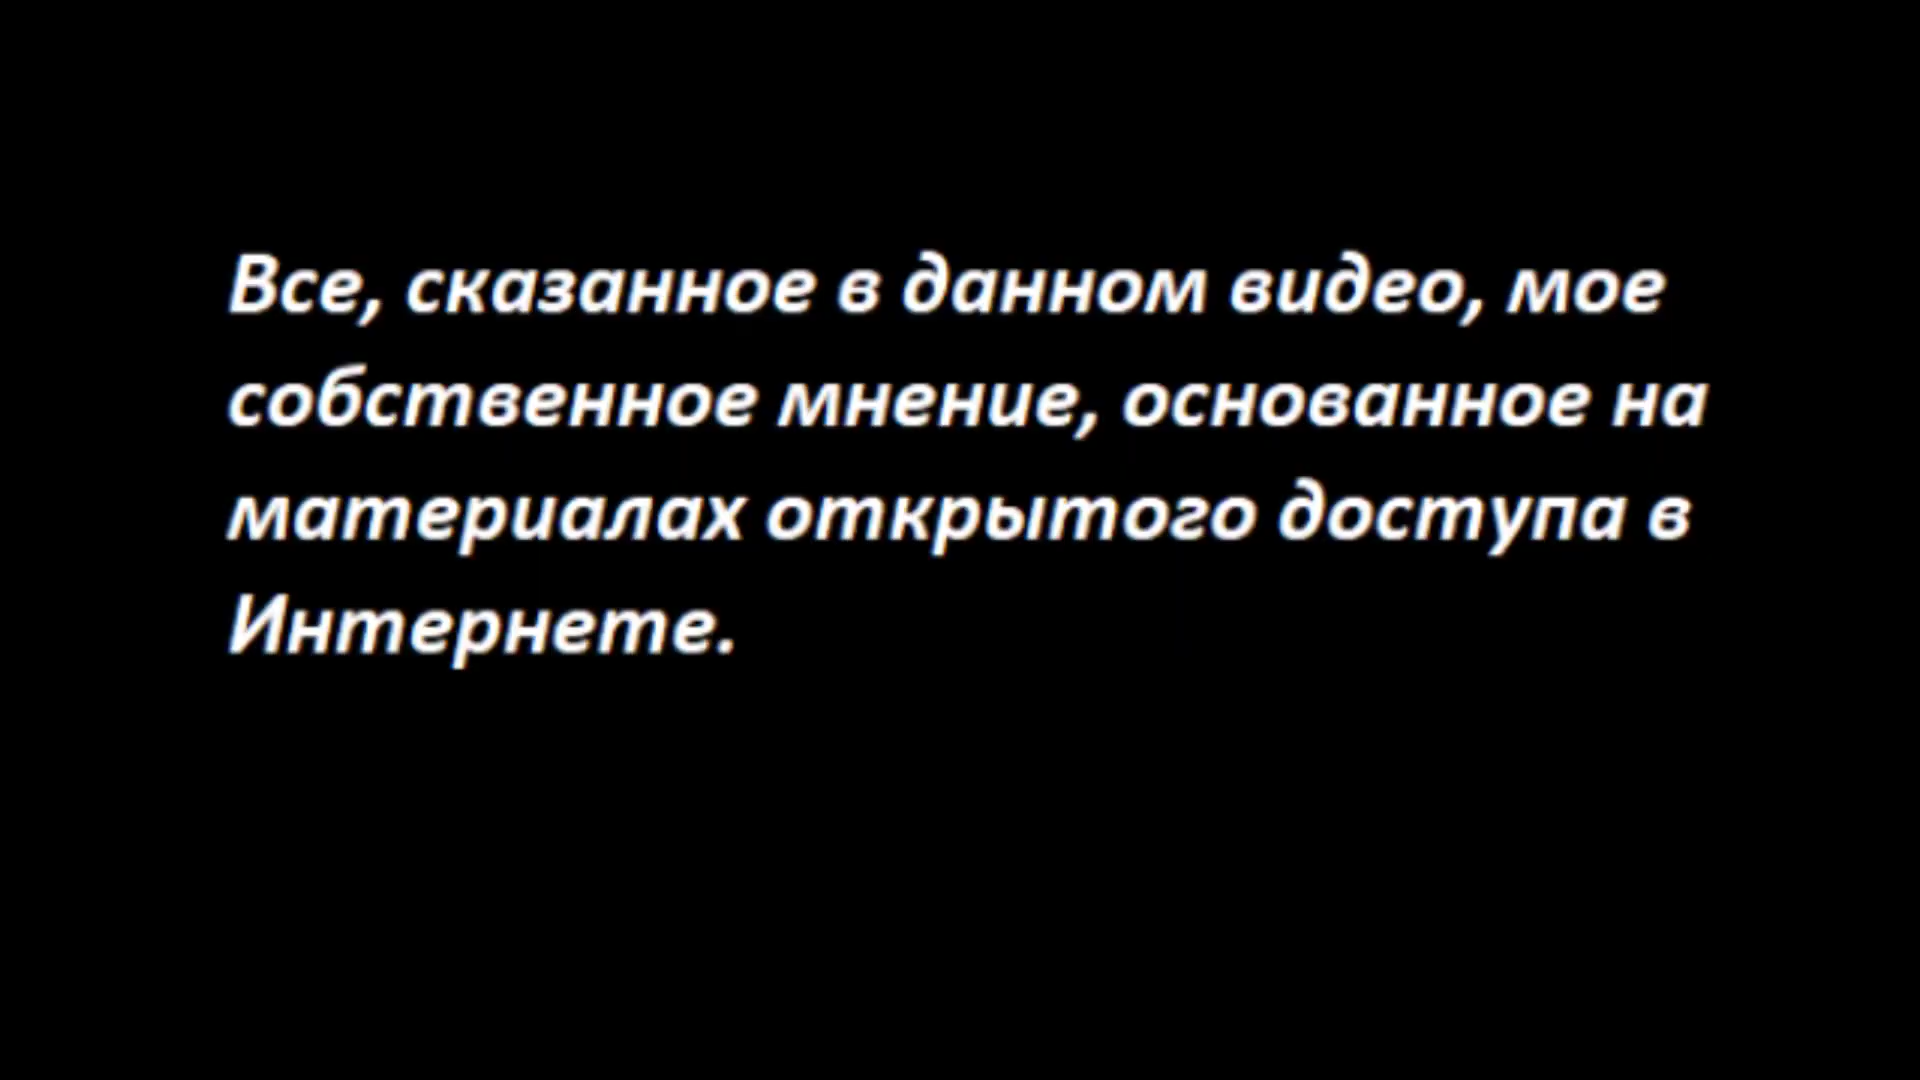 Все, сказанное в данном видео, мое
собственное мнение, основанное на
материалах открытого доступа в
Интернете.